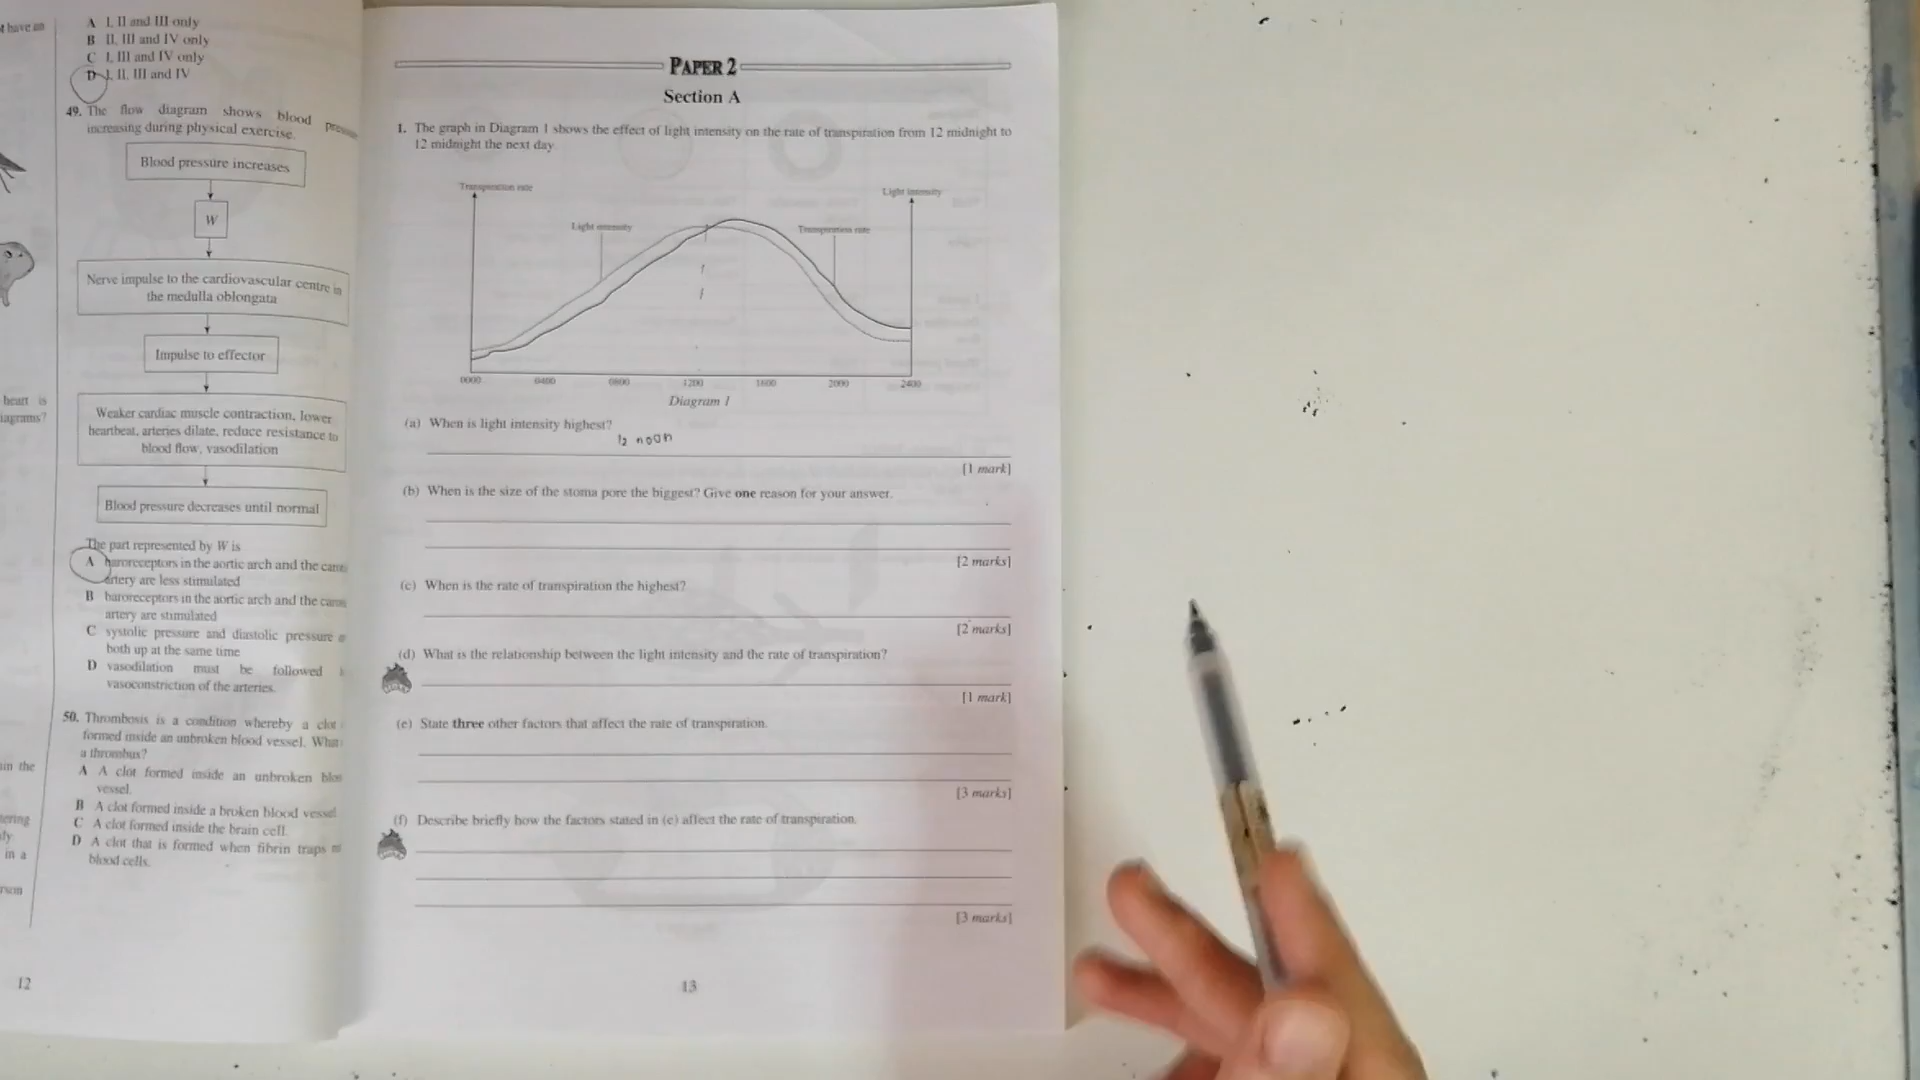 t have an
A I, II and III only
B II, III and IV only
C I, III and IV only
D I, II, III and IV
49. The flow diagram shows blood
increasing during physical exercise.
Blood pressure increases
W
Nerve impulse to the cardiovascular centre in
the medulla oblongata
Impulse to effector
heart is
iagrams?
Weaker cardiac muscle contraction, lower
heartbeat, arteries dilate, reduce resistance to
blood flow, vasodilation
Blood pressure decreases until normal
The part represented by W is
A baroreceptors in the aortic arch and the
artery are less stimulated
B baroreceptors in the aortic arch and the
artery are stimulated
C systolic pressure and diastolic pressure
both up at the same time
D vasodilation must be followed
vasoconstriction of the arteries.
50. Thrombosis is a condition whereby a clot
formed inside an unbroken blood vessel. What
a thrombus?
A A clot formed inside an unbroken
vessel.
B A clot formed inside a broken blood vessel.
C A clot formed inside the brain cell.
D A clot that is formed when fibrin traps
blood cells.
in the
in a
rson
12
PAPER 2
Section A
1. The graph in Diagram 1 shows the effect of light intensity on the rate of transpiration from 12 midnight to
12 midnight the next day.
Transpiration rate
Light intensity
Light intensity
Transpiration rate
0000 0400 0800 1200 1600 2000 2400
Diagram 1
(a) When is light intensity highest?
12 noon
[1 mark]
(b) When is the size of the stoma pore the biggest? Give one reason for your answer.
[2 marks]
(c) When is the rate of transpiration the highest?
[2 marks]
(d) What is the relationship between the light intensity and the rate of transpiration?
[1 mark]
(e) State three other factors that affect the rate of transpiration.
[3 marks]
(f) Describe briefly how the factors stated in (e) affect the rate of transpiration.
[3 marks]
13